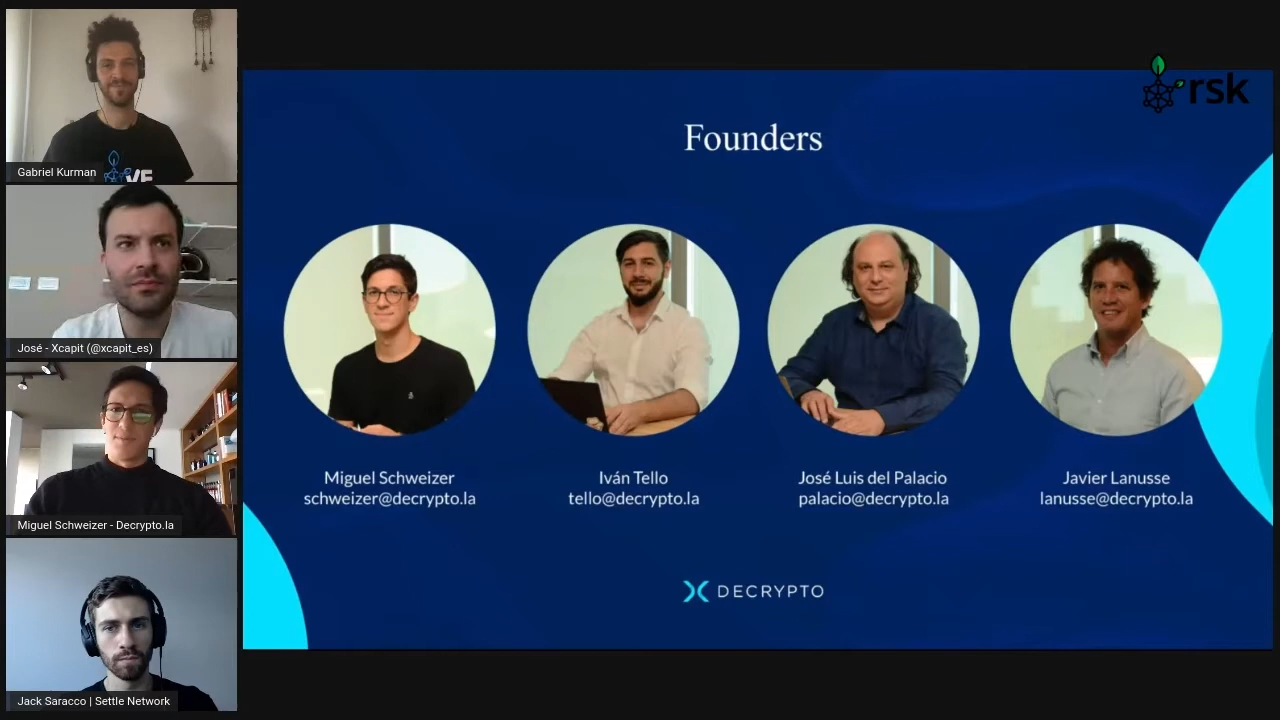 Gabriel Kurman
VE
José - Xcapit (@xcapit_es)
Miguel Schweizer - Decrypto.la
Jack Saracco | Settle Network
rsk
Founders
Miguel Schweizer
schweizer@decrypto.la
Iván Tello
tello@decrypto.la
José Luis del Palacio
palacio@decrypto.la
Javier Lanusse
lanusse@decrypto.la
DECRYPTO